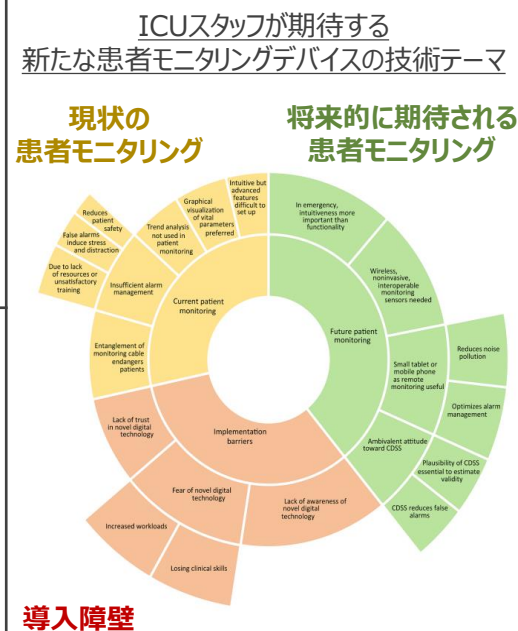 ICUスタッフが期待する
新たな患者モニタリングデバイスの技術テーマ
現状の
患者モニタリング
将来的に期待される
患者モニタリング
Reduces
patient
safety
False alarms
induce stress
and distraction
Due to lack
of resources or
unsatisfactory
training
Insufficient alarm
management
Trend analysis
not used in
patient
monitoring
Graphical
visualization
of vital
parameters
preferred
Intuitive but
advanced
features
difficult to
set up
Current patient
monitoring
Entanglement of
monitoring cable
endangers
patients
In emergency,
intuitiveness more
important than
functionality
Wireless,
noninvasive,
interoperable
monitoring
sensors needed
Future patient
monitoring
Small tablet or
mobile phone
as remote
monitoring useful
Reduces noise
pollution
Optimizes alarm
management
Ambivalent attitude
toward CDSS
Plausibility of CDSS
essential to estimate
validity
CDSS reduces false
alarms
Implementation
barriers
Lack of trust
in novel digital
technology
Fear of novel digital
technology
Lack of awareness of
novel digital
technology
Increased workloads
Losing clinical skills
導入障壁